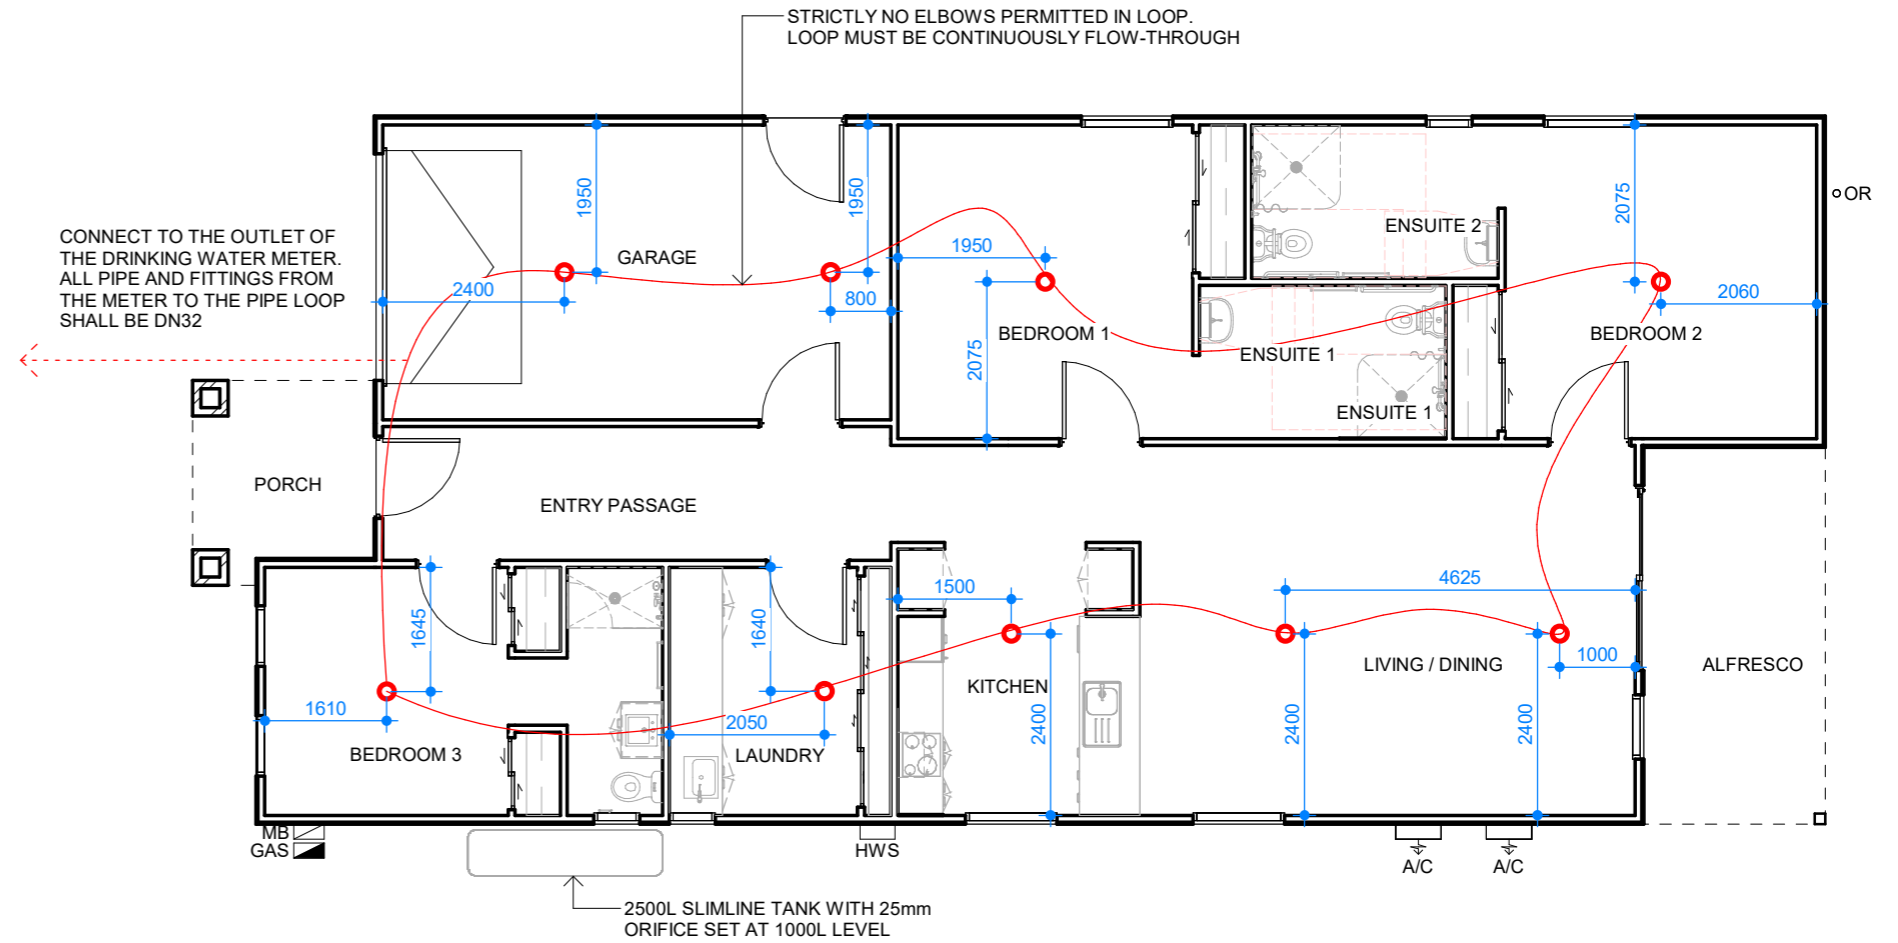 STRICTLY NO ELBOWS PERMITTED IN LOOP.
LOOP MUST BE CONTINUOUSLY FLOW-THROUGH
CONNECT TO THE OUTLET OF
THE DRINKING WATER METER.
ALL PIPE AND FITTINGS FROM
THE METER TO THE PIPE LOOP
SHALL BE DN32
1950
1950
2075
OR
GARAGE
1950
ENSUITE 2
2400
800
2060
BEDROOM 1
2075
ENSUITE 1
BEDROOM 2
ENSUITE 1
PORCH
ENTRY PASSAGE
1645
1640
1500
4625
1610
2050
KITCHEN
2400
2400
LIVING / DINING
2400
1000
ALFRESCO
BEDROOM 3
LAUNDRY
MB
GAS
HWS
A/C
A/C
2500L SLIMLINE TANK WITH 25mm
ORIFICE SET AT 1000L LEVEL